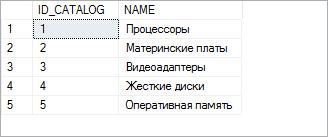 ID_CATALOG NAME
1 1 Процессоры
2 2 Материнские платы
3 3 Видеоадаптеры
4 4 Жесткие диски
5 5 Оперативная память